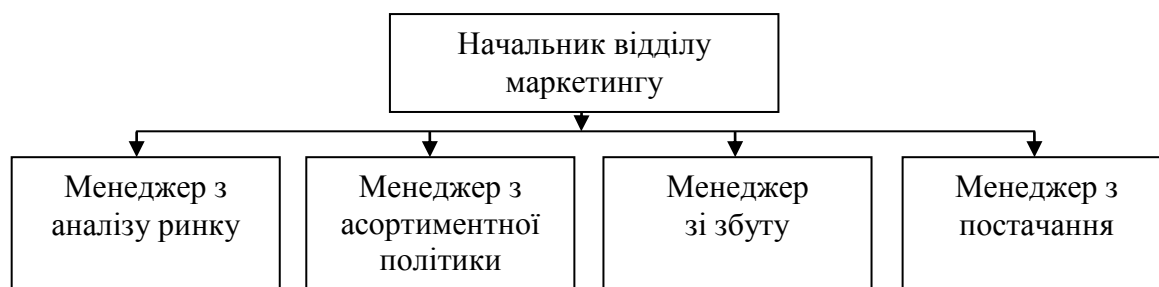 Начальник відділу
маркетингу
Менеджер з
аналізу ринку
Менеджер з
асортиментної
політики
Менеджер
зі збуту
Менеджер з
постачання